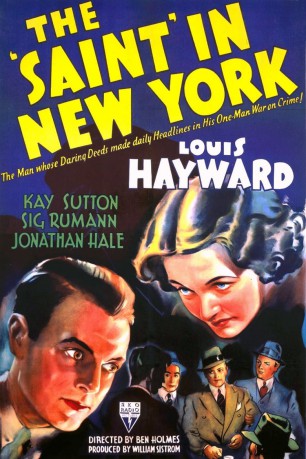 THE
'SAINT' IN
NEW YORK
The Man whose Daring Deeds made daily Headlines in His One-Man War on Crime!
LOUIS
HAYWARD
KAY SUTTON
SIG RUMANN
JONATHAN HALE
RKO
RADIO
PICTURES
DIRECTED BY BEN HOLMES
PRODUCED BY WILLIAM SISTROM